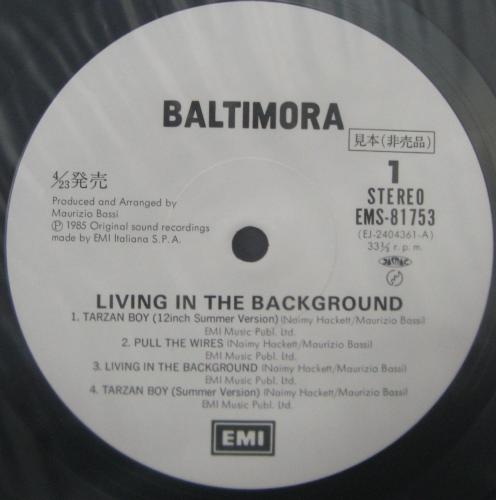 BALTIMORA
見本(非売品)
4/23発売
1
STEREO
EMS-81753
(EJ-2404361-A)
33⅓ r.p.m.
JASRAC
Produced and Arranged by
Maurizio Bassi
Ⓟ 1985 Original sound recordings
made by EMI Italiana S.P.A.
LIVING IN THE BACKGROUND
1. TARZAN BOY (12inch Summer Version) (Naimy Hackett/Maurizio Bassi)
EMI Music Publ. Ltd.
2. PULL THE WIRES (Naimy Hackett/Maurizio Bassi)
EMI Music Publ. Ltd.
3. LIVING IN THE BACKGROUND (Naimy Hackett/Maurizio Bassi)
EMI Music Publ. Ltd.
4. TARZAN BOY (Summer Version) (Naimy Hackett/Maurizio Bassi)
EMI Music Publ. Ltd.
EMI